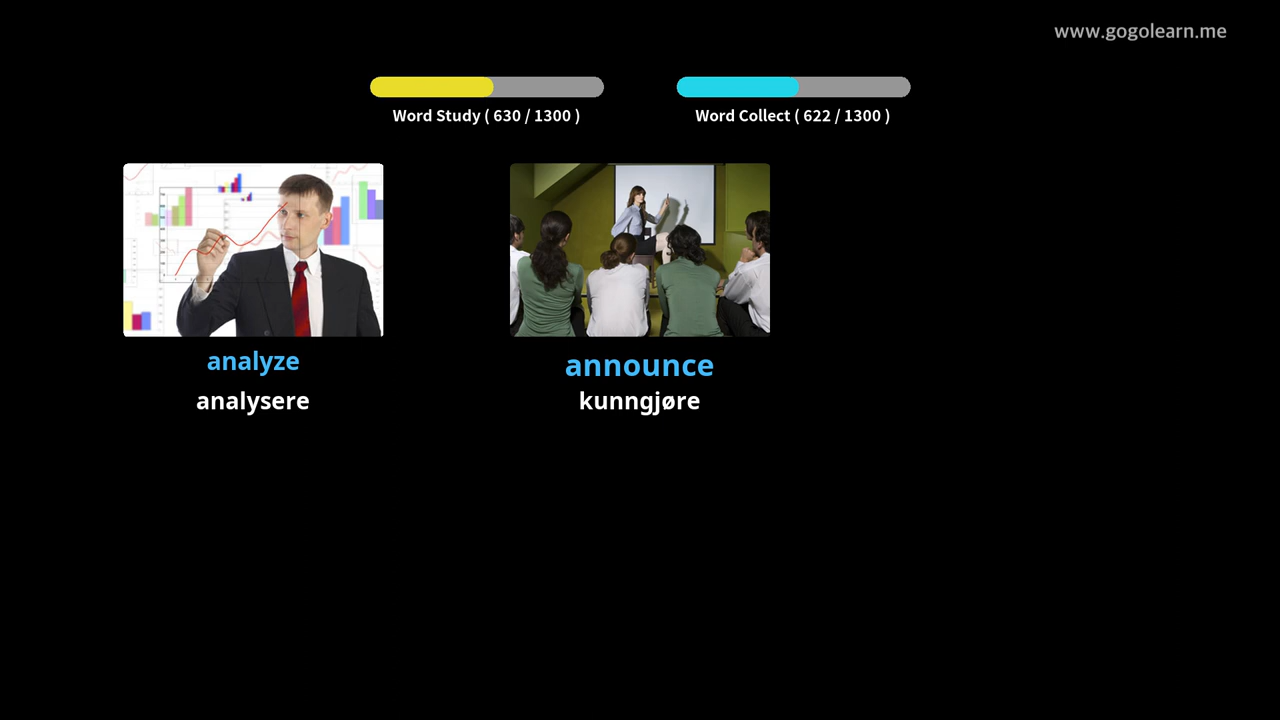 www.gogolearn.me
Word Study ( 630 / 1300 )
Word Collect ( 622 / 1300 )
analyze
announce
analysere
kunngjøre